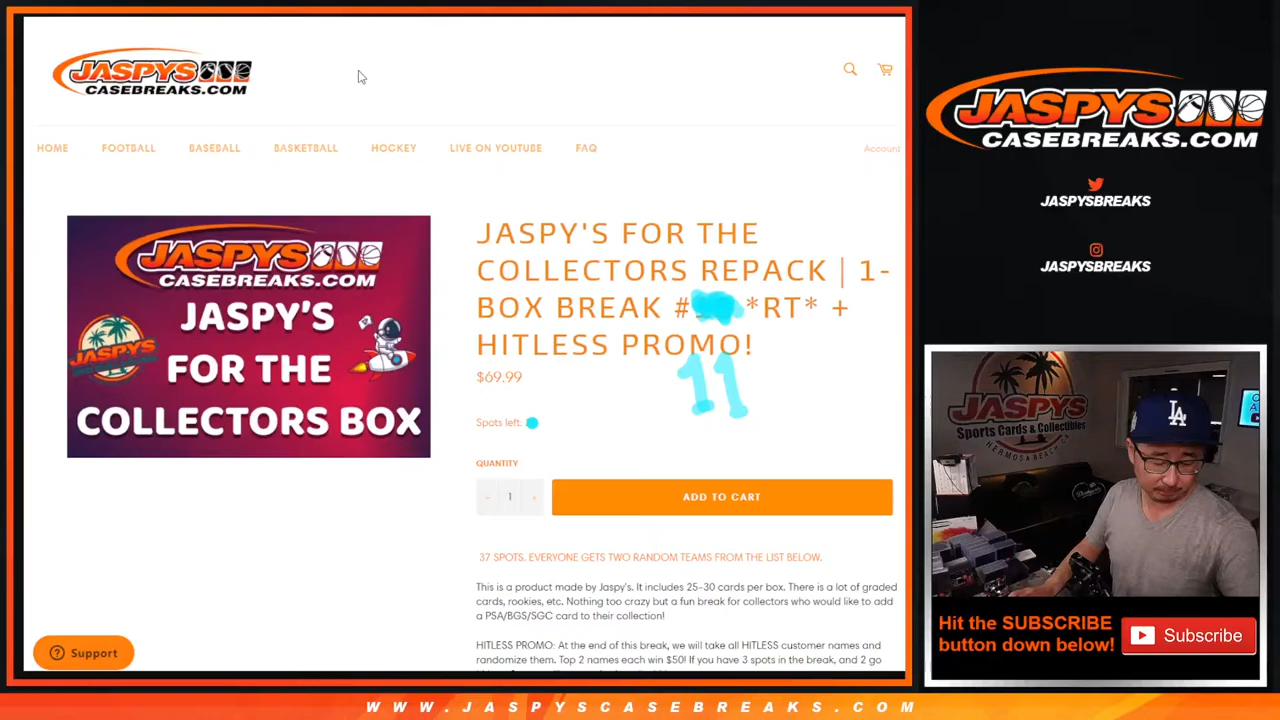 JASPYS
CASEBREAKS.COM
HOME FOOTBALL BASEBALL BASKETBALL HOCKEY LIVE ON YOUTUBE FAQ Account
JASPYS
CASEBREAKS.COM
JASPY'S
FOR THE
COLLECTORS BOX
JASPYS
JASPY'S FOR THE
COLLECTORS REPACK | 1-
BOX BREAK # *RT* +
HITLESS PROMO!
11
$69.99
Spots left:
QUANTITY
- 1 +
ADD TO CART
37 SPOTS. EVERYONE GETS TWO RANDOM TEAMS FROM THE LIST BELOW.
This is a product made by Jaspy's. It includes 25-30 cards per box. There is a lot of graded
cards, rookies, etc. Nothing too crazy but a fun break for collectors who would like to add
a PSA/BGS/SGC card to their collection!
HITLESS PROMO: At the end of this break, we will take all HITLESS customer names and
randomize them. Top 2 names each win $50! If you have 3 spots in the break, and 2 go
Support
JASPYS
CASEBREAKS.COM
JASPYSBREAKS
JASPYSBREAKS
JASPYS
Sports Cards & Collectibles
HERMOSA BEACH, CA
LA
Hit the SUBSCRIBE
button down below!
Subscribe
WWW.JASPYSCASEBREAKS.COM